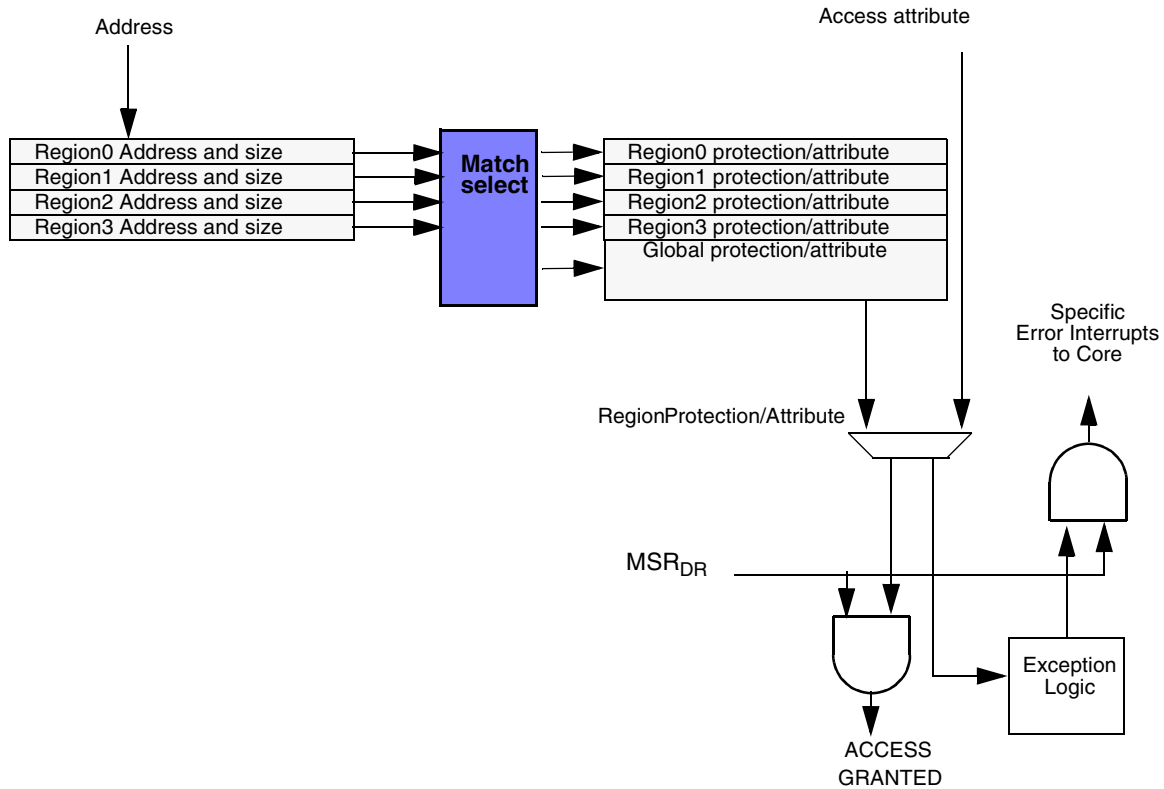 Access attribute
Address
Region0 Address and size
Region1 Address and size
Region2 Address and size
Region3 Address and size
Match
select
Region0 protection/attribute
Region1 protection/attribute
Region2 protection/attribute
Region3 protection/attribute
Global protection/attribute
Specific
Error Interrupts
to Core
RegionProtection/Attribute
MSRDR
Exception
Logic
ACCESS
GRANTED